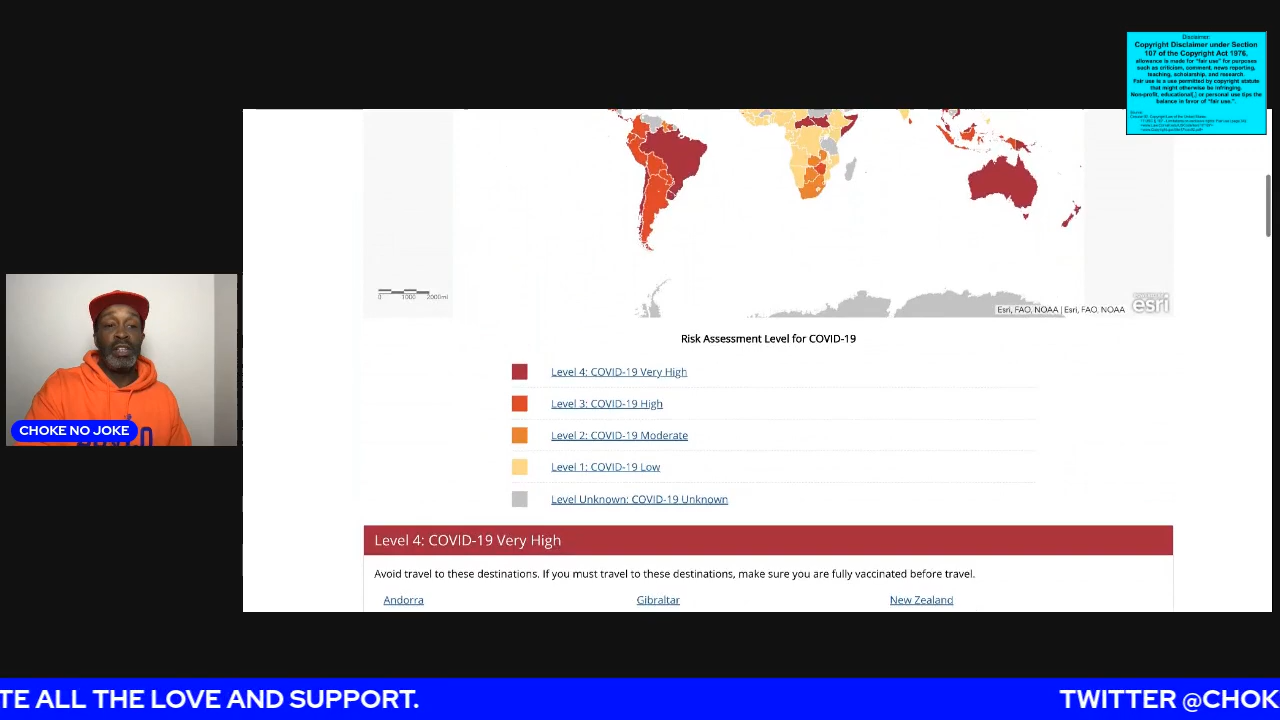 Disclaimer:
Copyright Disclaimer under Section
107 of the Copyright Act 1976,
allowance is made for "fair use" for purposes
such as criticism, comment, news reporting,
teaching, scholarship, and research.
Fair use is a use permitted by copyright statute
that might otherwise be infringing.
Non-profit, educational[,] or personal use tips the
balance in favor of "fair use".
0 1000 2000mi
Esri, FAO, NOAA | Esri, FAO, NOAA
esri
Risk Assessment Level for COVID-19
Level 4: COVID-19 Very High
Level 3: COVID-19 High
Level 2: COVID-19 Moderate
Level 1: COVID-19 Low
Level Unknown: COVID-19 Unknown
Level 4: COVID-19 Very High
Avoid travel to these destinations. If you must travel to these destinations, make sure you are fully vaccinated before travel.
Andorra Gibraltar New Zealand
CHOKE NO JOKE
TE ALL THE LOVE AND SUPPORT. TWITTER @CHOK